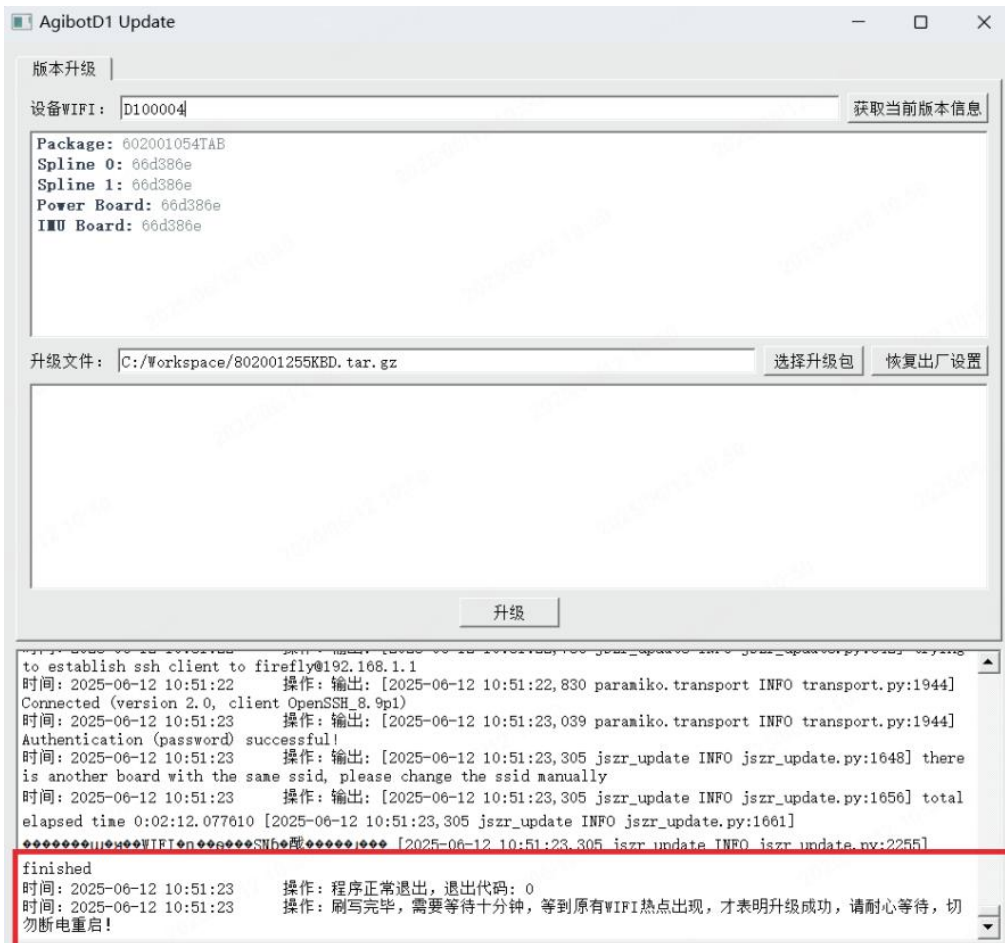 AgibotD1 Update
版本升级
设备WIFI： D100004 获取当前版本信息
Package: 602001054TAB
Spline 0: 66d386e
Spline 1: 66d386e
Power Board: 66d386e
IMU Board: 66d386e
升级文件： C:/Workspace/802001255KBD.tar.gz 选择升级包 恢复出厂设置
升级
to establish ssh client to firefly@192.168.1.1
时间：2025-06-12 10:51:22 操作：输出：[2025-06-12 10:51:22,830 paramiko.transport INFO transport.py:1944]
Connected (version 2.0, client OpenSSH_8.9p1)
时间：2025-06-12 10:51:23 操作：输出：[2025-06-12 10:51:23,039 paramiko.transport INFO transport.py:1944]
Authentication (password) successful!
时间：2025-06-12 10:51:23 操作：输出：[2025-06-12 10:51:23,305 jszr_update INFO jszr_update.py:1648] there
is another board with the same ssid, please change the ssid manually
时间：2025-06-12 10:51:23 操作：输出：[2025-06-12 10:51:23,305 jszr_update INFO jszr_update.py:1656] total
elapsed time 0:02:12.077610 [2025-06-12 10:51:23,305 jszr_update INFO jszr_update.py:1661]
[2025-06-12 10:51:23,305 jszr_update INFO jszr_update.py:2255]
finished
时间：2025-06-12 10:51:23 操作：程序正常退出，退出代码：0
时间：2025-06-12 10:51:23 操作：刷写完毕，需要等待十分钟，等到原有WIFI热点出现，才表明升级成功，请耐心等待，切
勿断电重启！